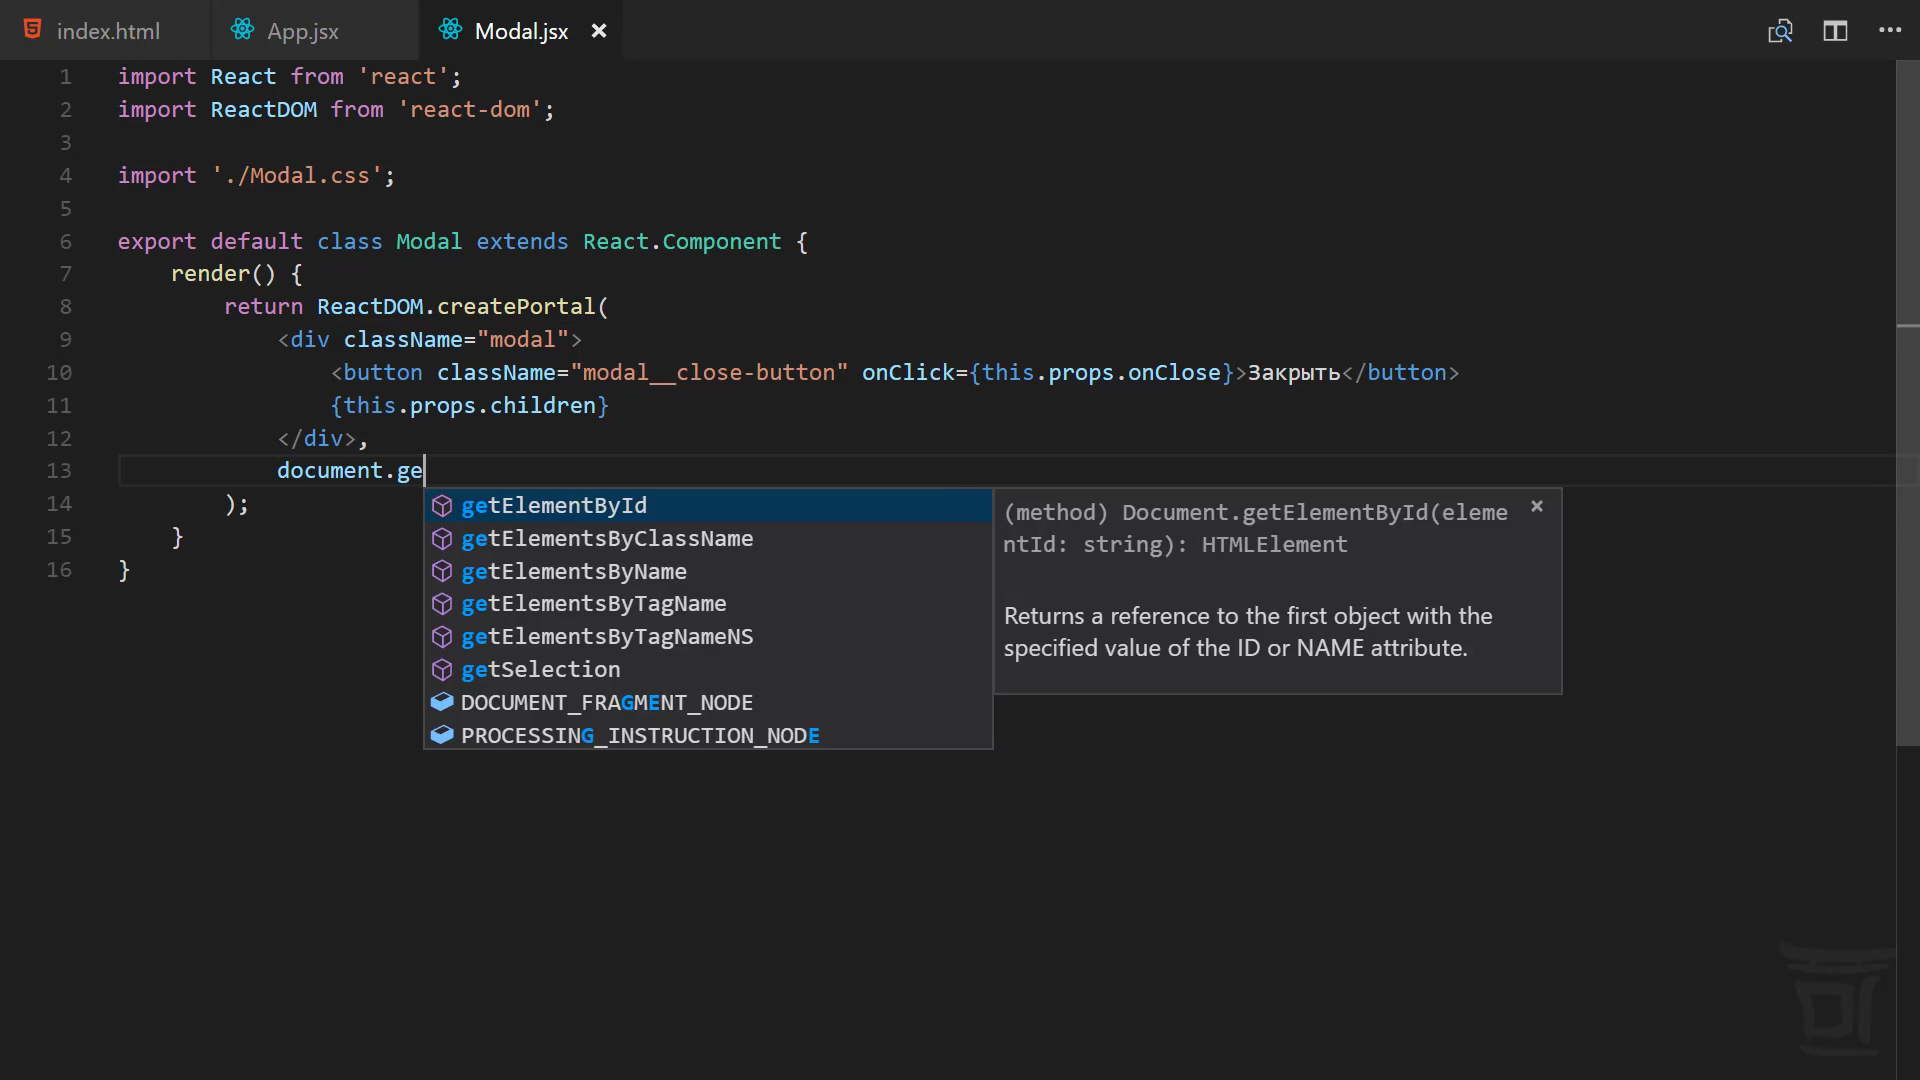 index.html
App.jsx
Modal.jsx
1 import React from 'react';
2 import ReactDOM from 'react-dom';
3
4 import './Modal.css';
5
6 export default class Modal extends React.Component {
7 render() {
8 return ReactDOM.createPortal(
9 <div className="modal">
10 <button className="modal__close-button" onClick={this.props.onClose}>Закрыть</button>
11 {this.props.children}
12 </div>,
13 document.ge
14 );
15 }
16 }
getElementById
getElementsByClassName
getElementsByName
getElementsByTagName
getElementsByTagNameNS
getSelection
DOCUMENT_FRAGMENT_NODE
PROCESSING_INSTRUCTION_NODE
(method) Document.getElementById(eleme
ntId: string): HTMLElement
Returns a reference to the first object with the
specified value of the ID or NAME attribute.